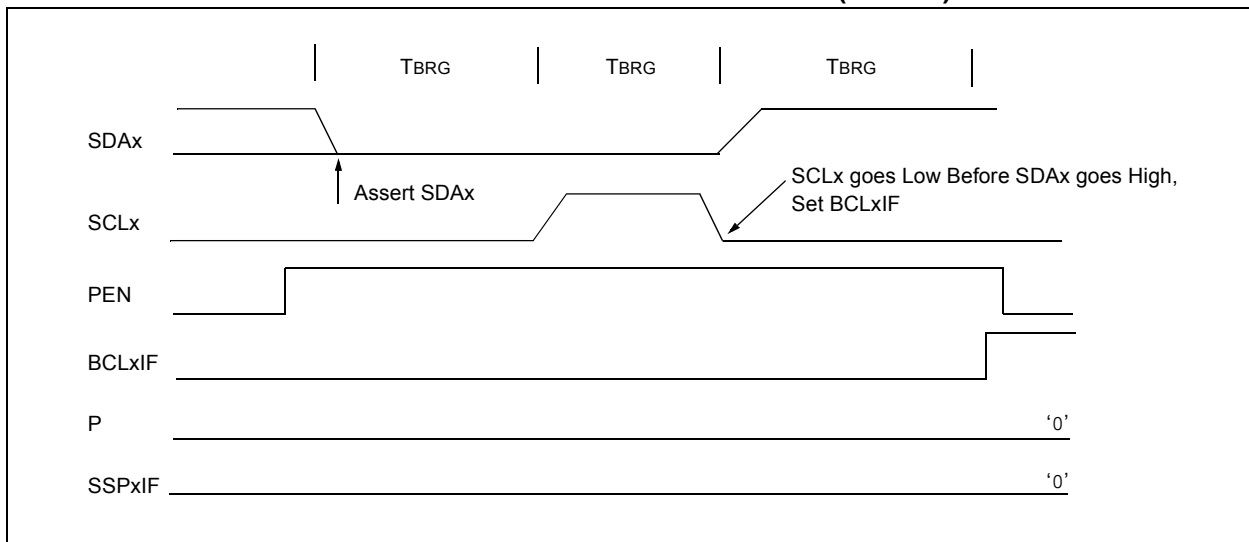 TBRG TBRG TBRG
SDAx
Assert SDAx
SCLx goes Low Before SDAx goes High,
Set BCLxIF
SCLx
PEN
BCLxIF
P '0'
SSPxIF '0'